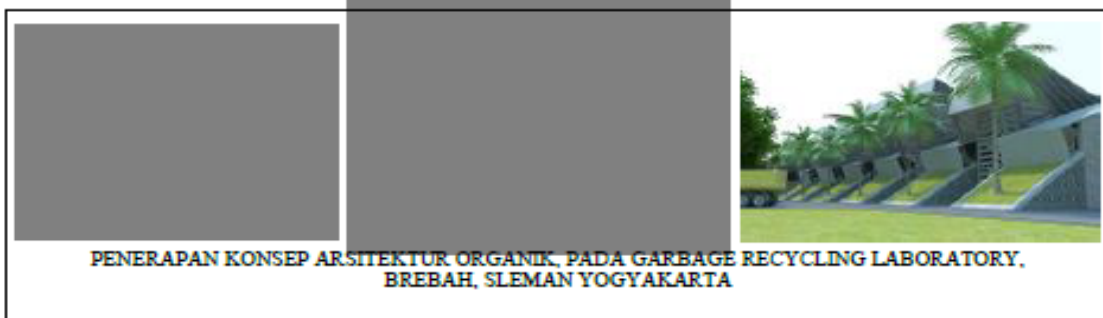 PENERAPAN KONSEP ARSITEKTUR ORGANIK, PADA GARBAGE RECYCLING LABORATORY,
BREBAH, SLEMAN YOGYAKARTA